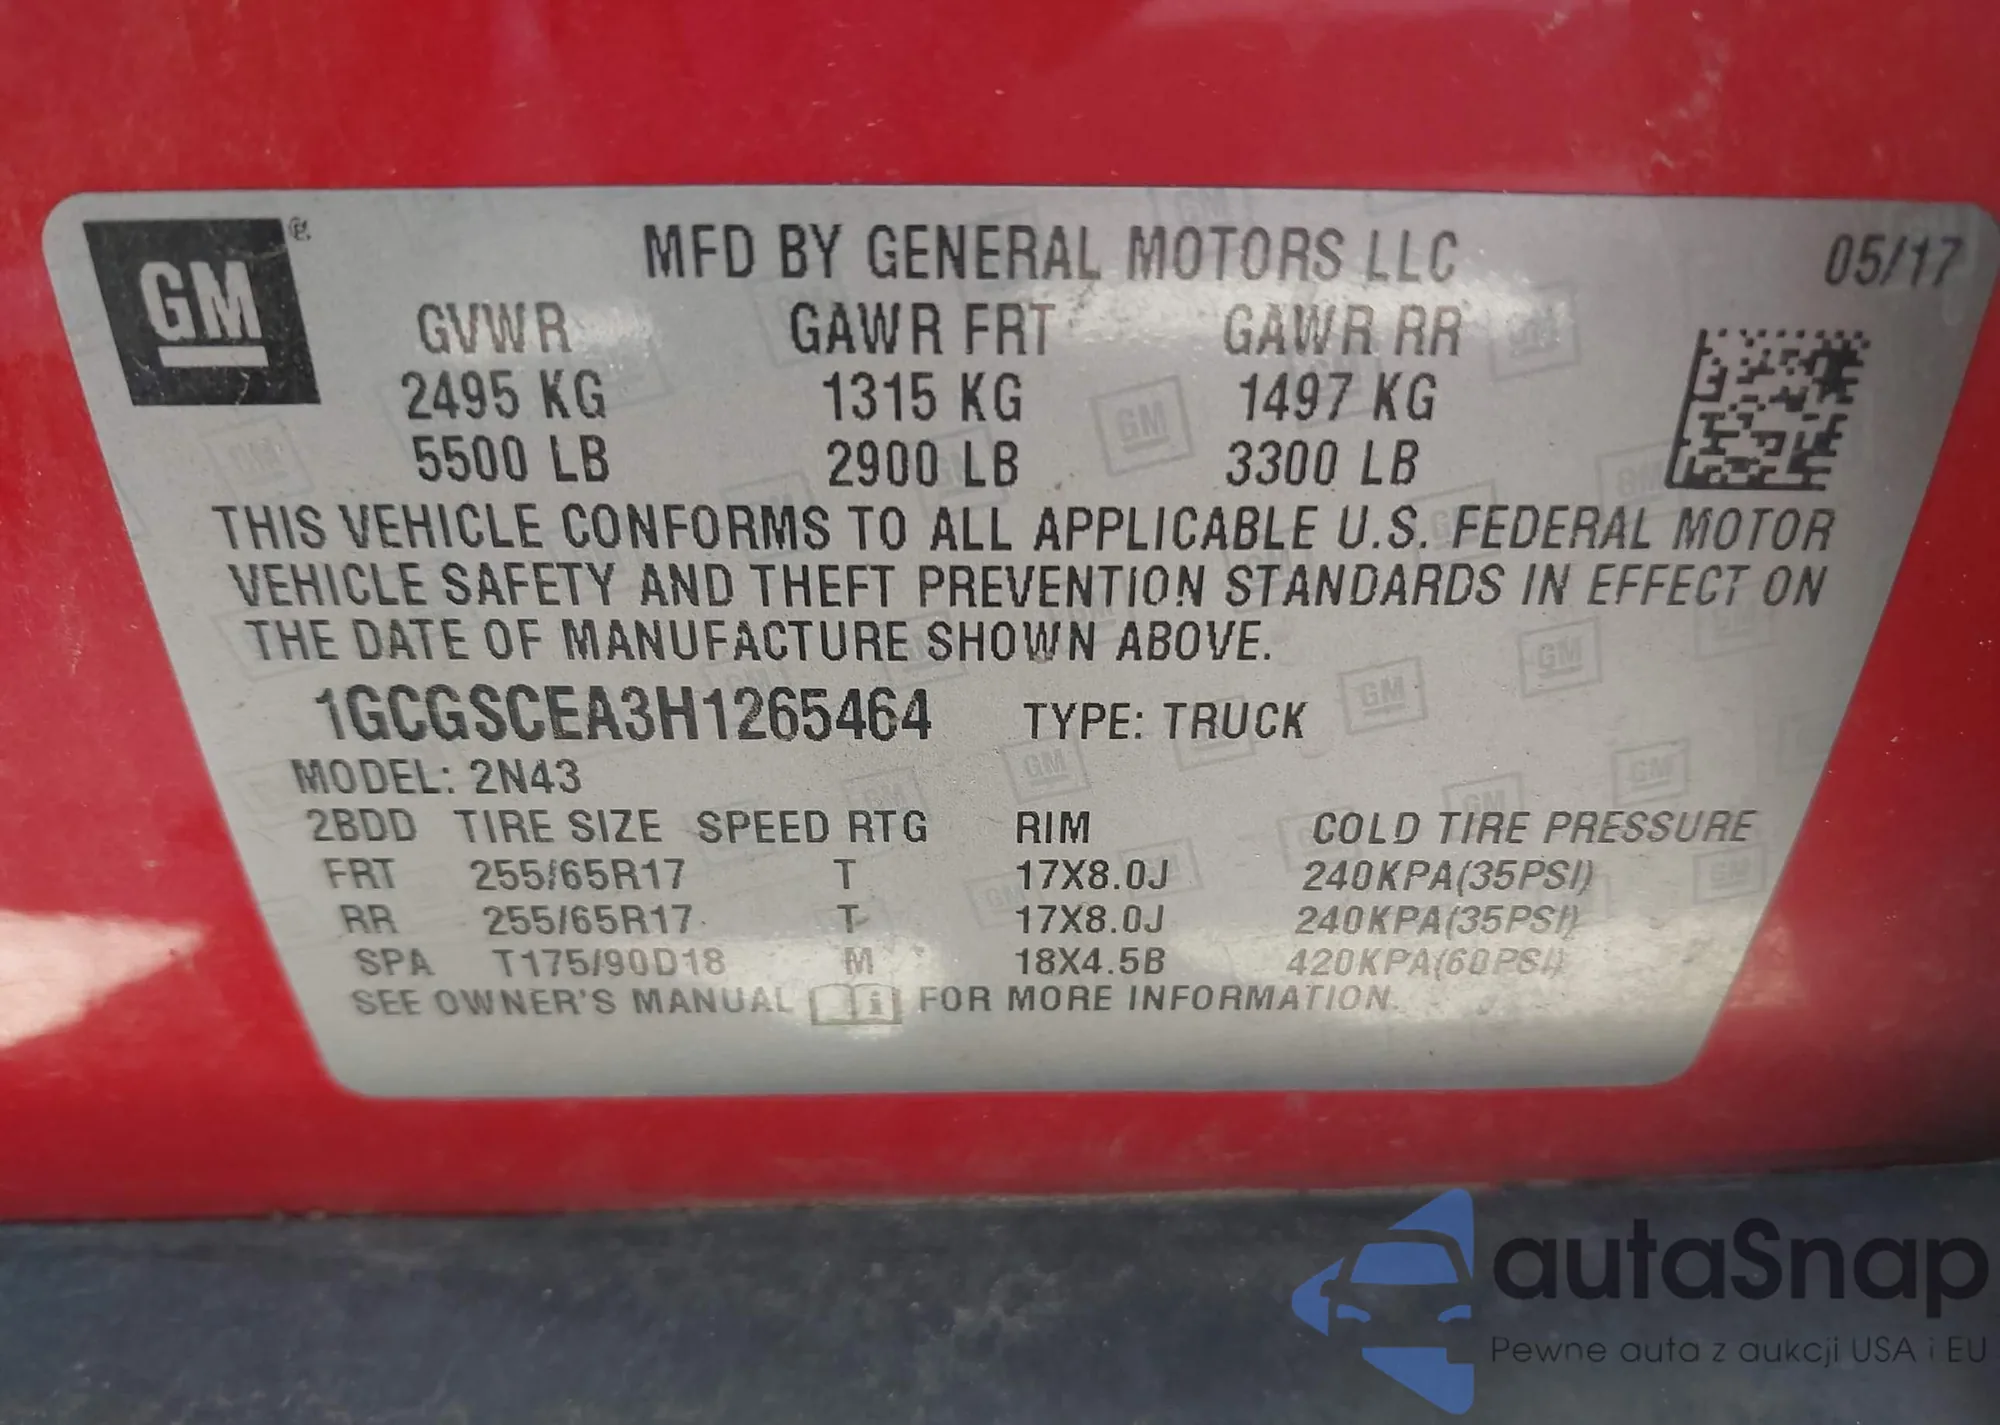 GM ® MFD BY GENERAL MOTORS LLC 05/17
GVWR GAWR FRT GAWR RR
2495 KG 1315 KG 1497 KG
5500 LB 2900 LB 3300 LB
THIS VEHICLE CONFORMS TO ALL APPLICABLE U.S. FEDERAL MOTOR
VEHICLE SAFETY AND THEFT PREVENTION STANDARDS IN EFFECT ON
THE DATE OF MANUFACTURE SHOWN ABOVE.
1GCGSCEA3H1265464 TYPE: TRUCK
MODEL: 2N43
2BDD TIRE SIZE SPEED RTG RIM COLD TIRE PRESSURE
FRT 255/65R17 T 17X8.0J 240KPA(35PSI)
RR 255/65R17 T 17X8.0J 240KPA(35PSI)
SPA T175/90D18 M 18X4.5B 420KPA(60PSI)
SEE OWNER'S MANUAL i FOR MORE INFORMATION.
autaSnap
Pewne auta z aukcji USA i EU